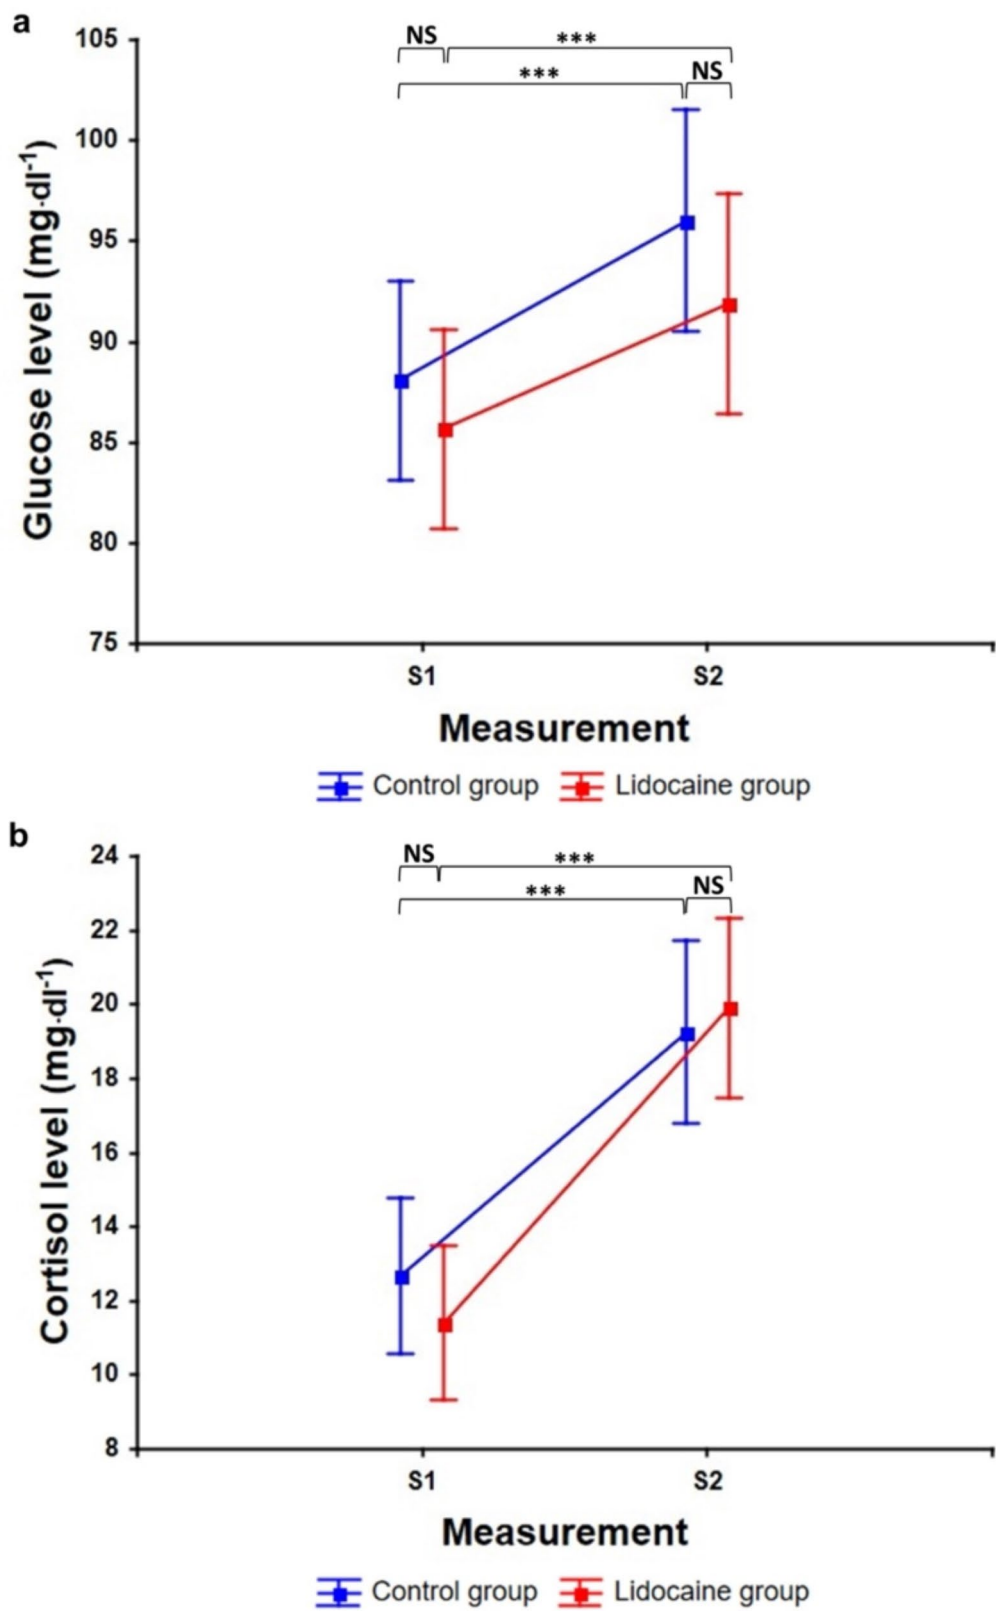 a
NS
***
***
NS
105
100
95
90
85
80
75
Glucose level (mg·dl-1)
S1
S2
Measurement
Control group
Lidocaine group
b
NS
***
***
NS
24
22
20
18
16
14
12
10
8
Cortisol level (mg·dl-1)
S1
S2
Measurement
Control group
Lidocaine group